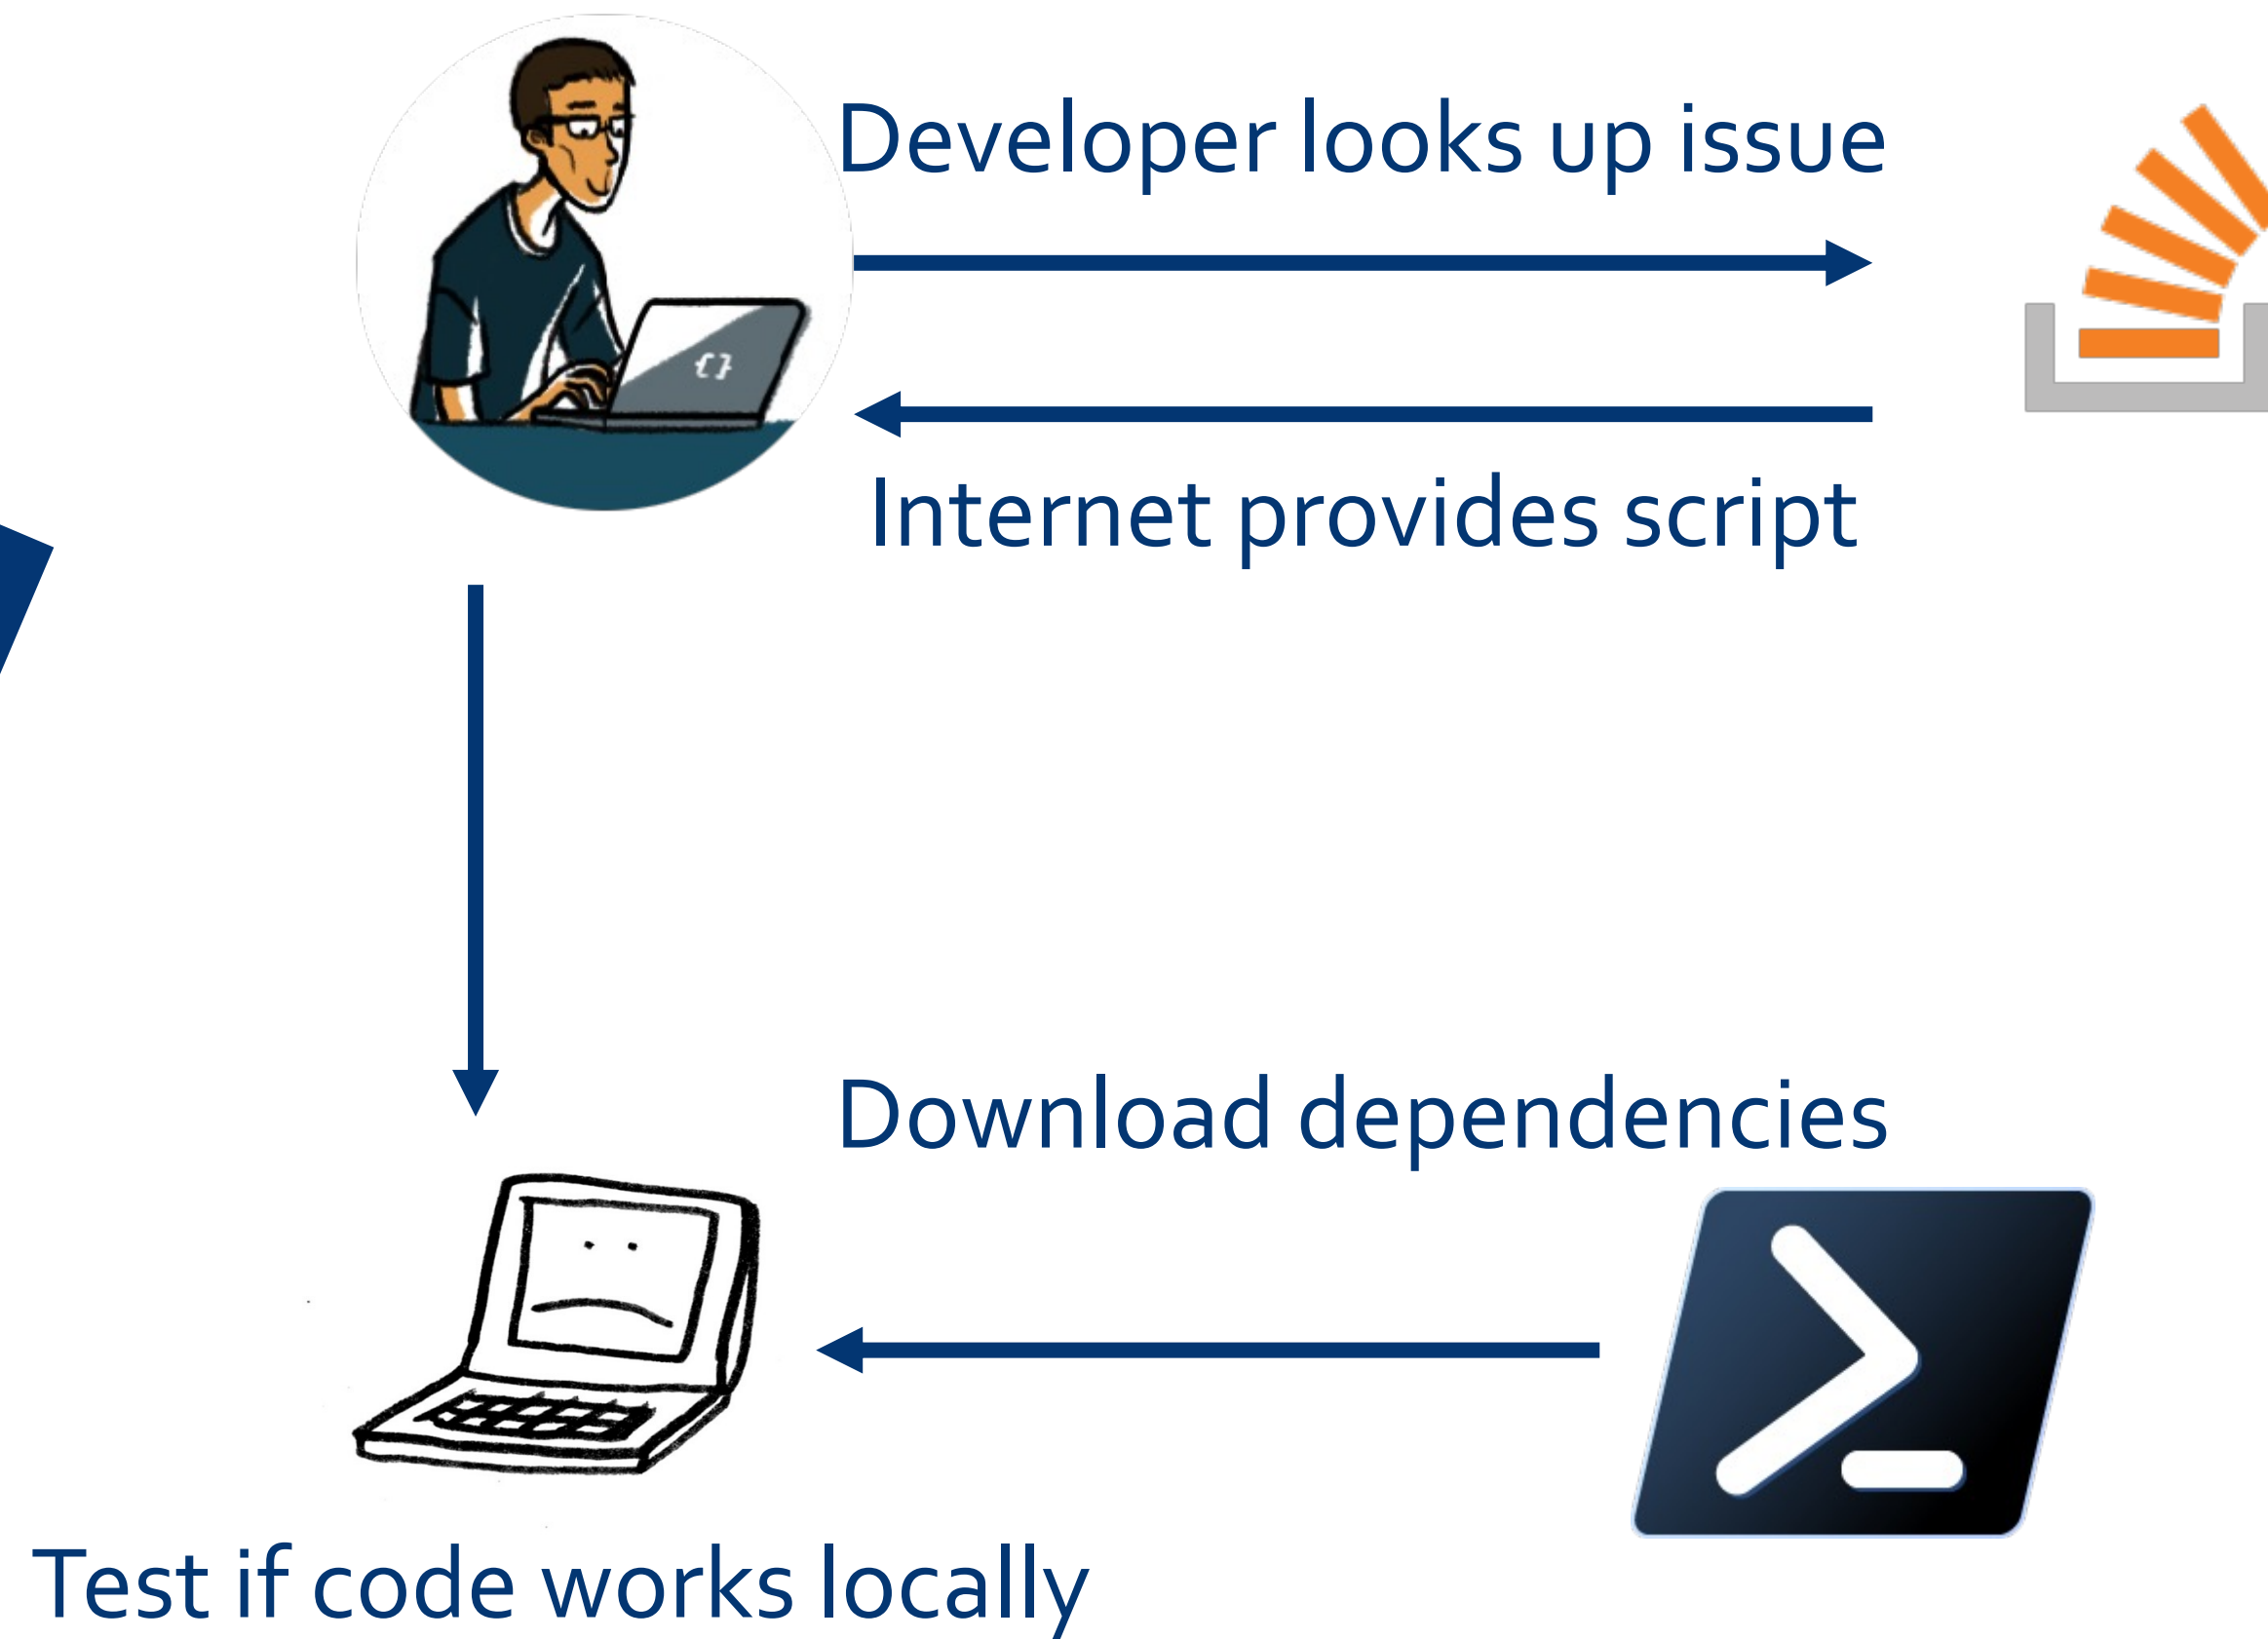 Developer looks up issue
{}
Internet provides script
Download dependencies
Test if code works locally